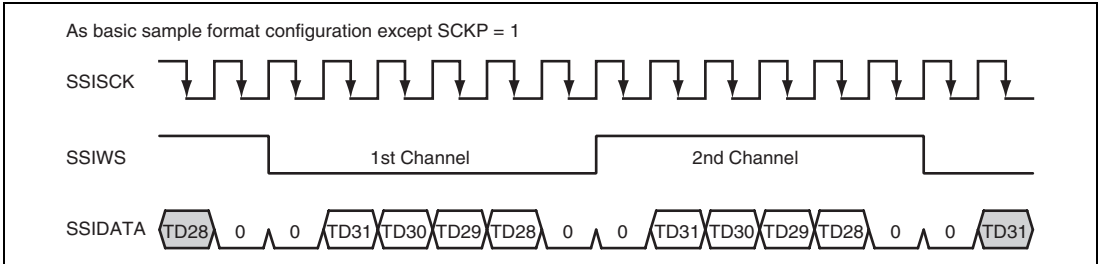 As basic sample format configuration except SCKP = 1
SSISCK
SSIWS 1st Channel 2nd Channel
SSIDATA TD28 0 0 TD31 TD30 TD29 TD28 0 0 TD31 TD30 TD29 TD28 0 0 TD31